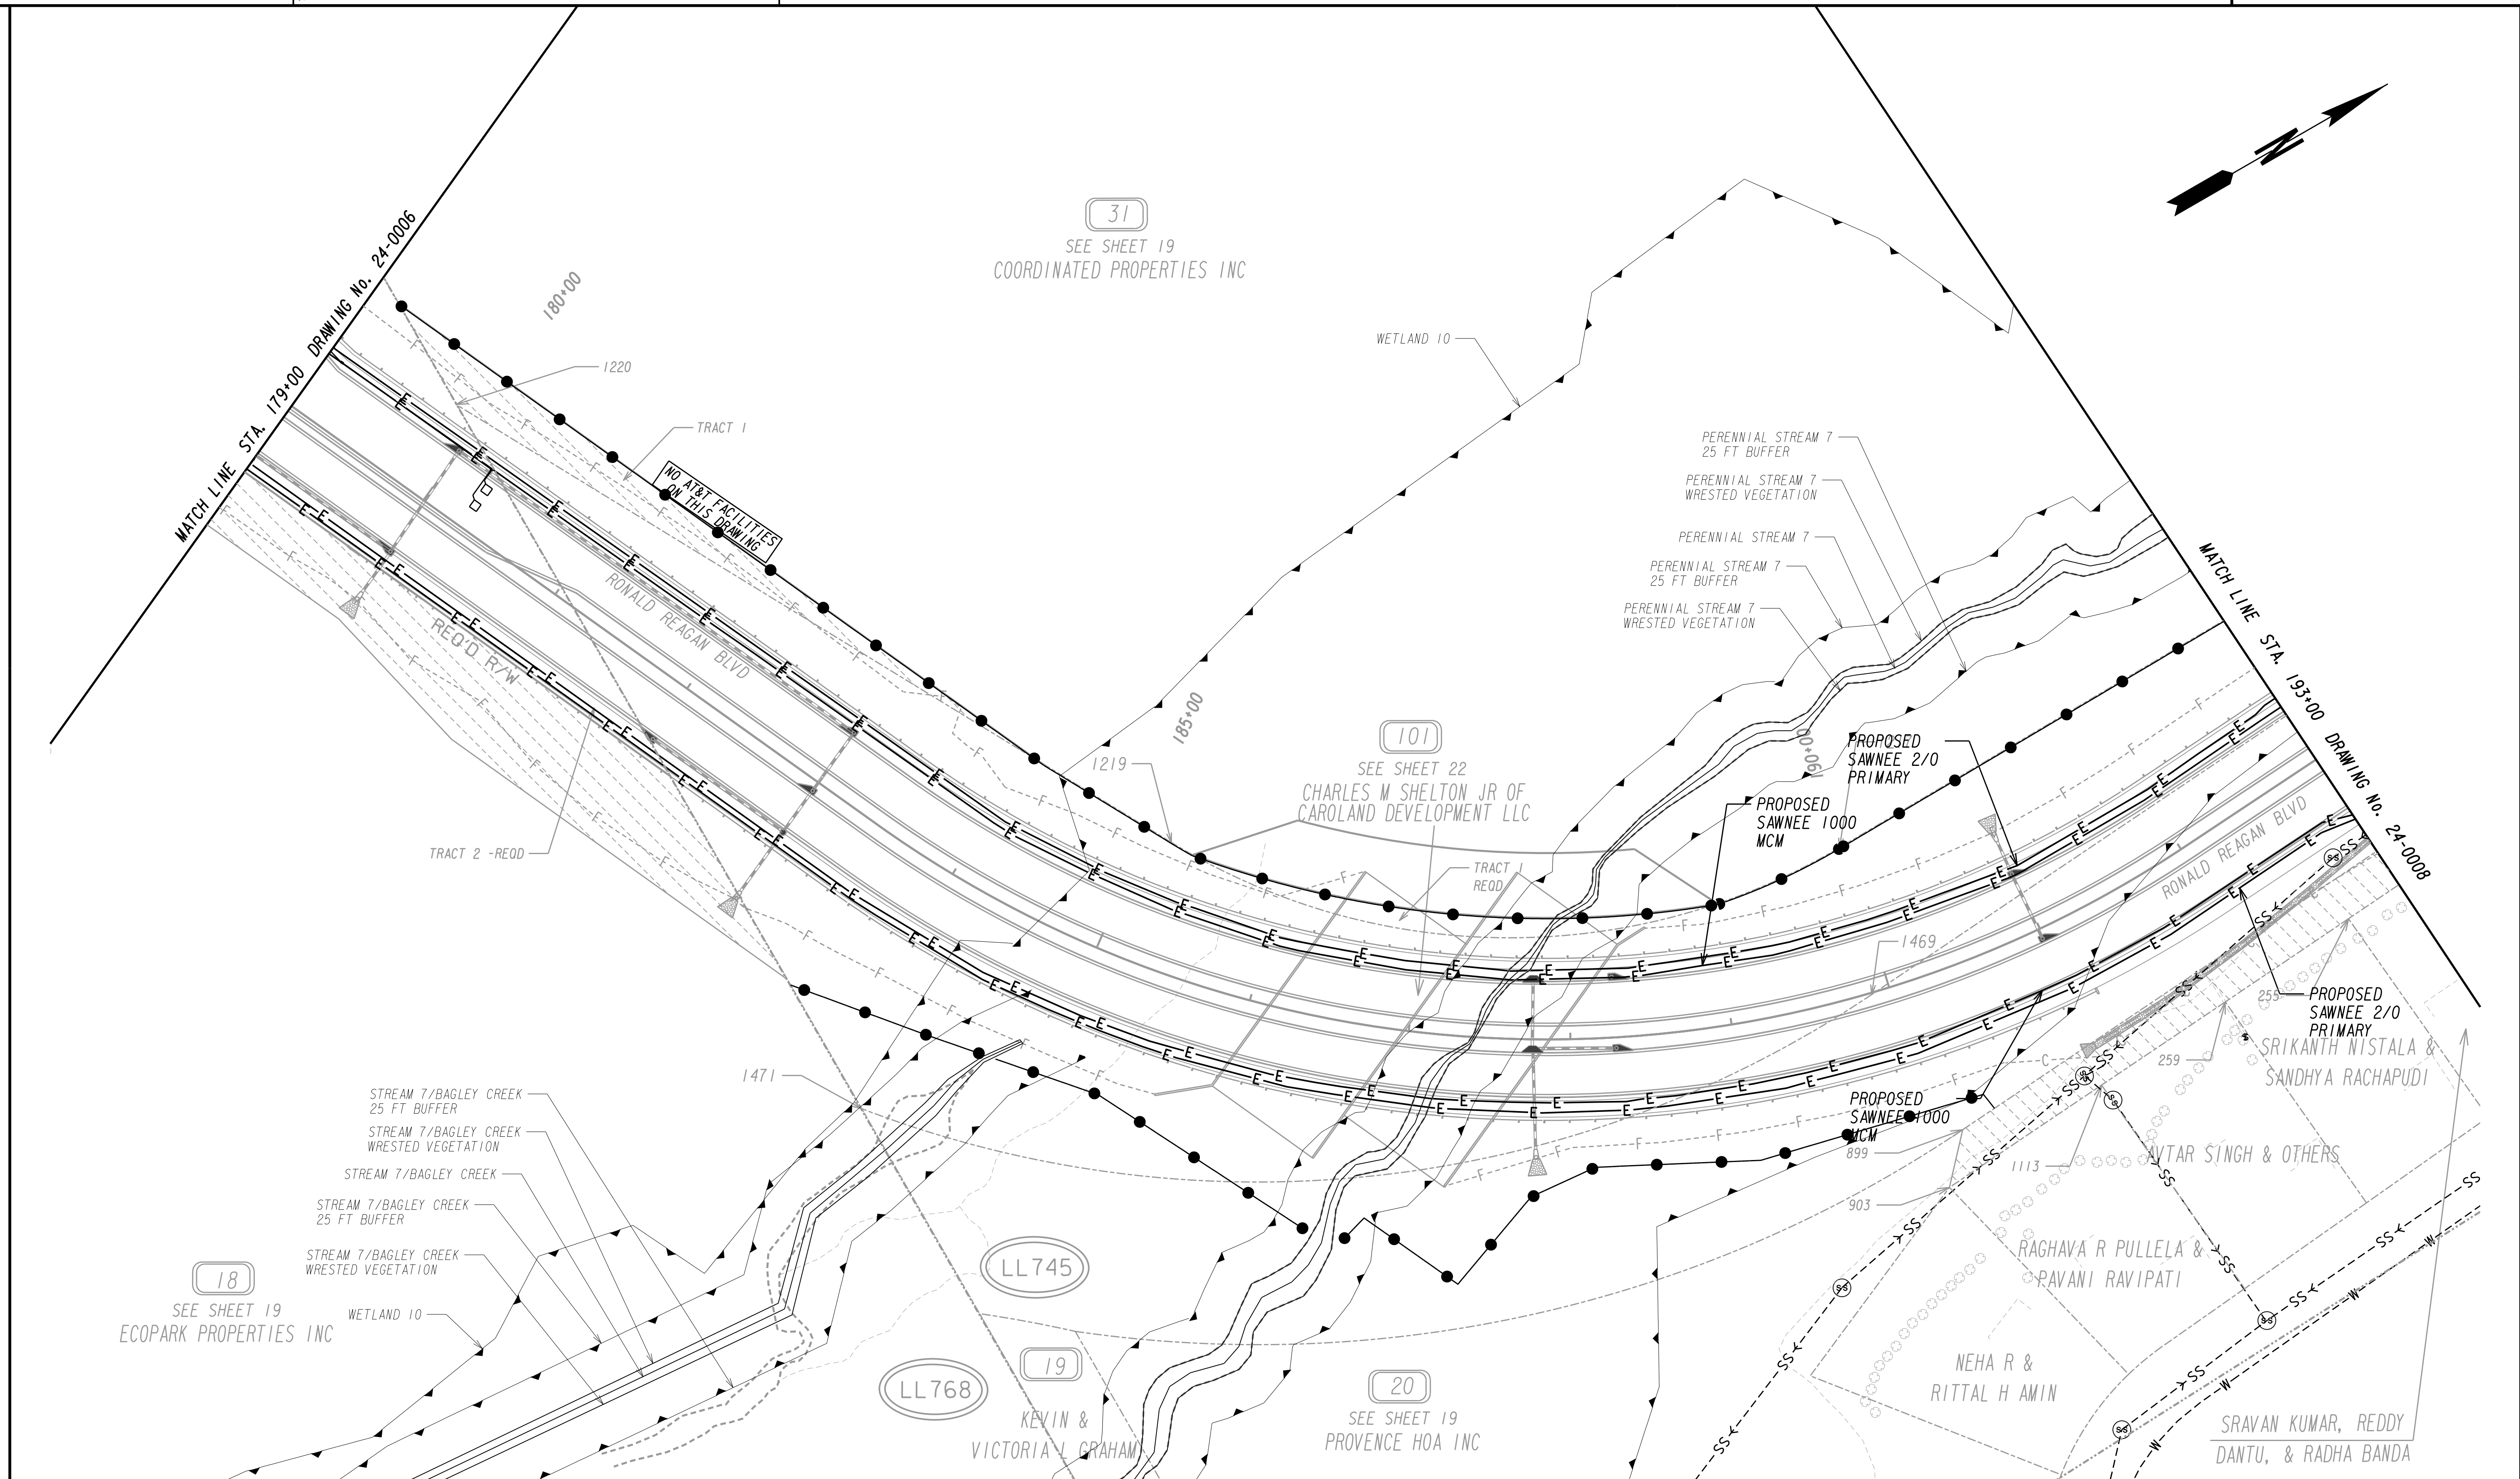 MATCH LINE STA. 179+00 DRAWING No. 24-0006
180+00
1220
TRACT 1
NO AT&T FACILITIES
ON THIS DRAWING
31
SEE SHEET 19
COORDINATED PROPERTIES INC
N
WETLAND 10
PERENNIAL STREAM 7
25 FT BUFFER
PERENNIAL STREAM 7
WRESTED VEGETATION
PERENNIAL STREAM 7
PERENNIAL STREAM 7
25 FT BUFFER
PERENNIAL STREAM 7
WRESTED VEGETATION
MATCH LINE STA. 193+00 DRAWING No. 24-0008
RONALD REAGAN BLVD
REQ'D R/W
185+00
190+00
1219
101
SEE SHEET 22
CHARLES M SHELTON JR OF
CAROLAND DEVELOPMENT LLC
PROPOSED
SAWNEE 2/0
PRIMARY
PROPOSED
SAWNEE 1000
MCM
TRACT 1
REQD
TRACT 2 -REQD
RONALD REAGAN BLVD
1469
255
PROPOSED
SAWNEE 2/0
PRIMARY
SRIKANTH NISTALA &
SANDHYA RACHAPUDI
259
1471
PROPOSED
SAWNEE 1000
MCM
899
1113
903
AVTAR SINGH & OTHERS
STREAM 7/BAGLEY CREEK
25 FT BUFFER
STREAM 7/BAGLEY CREEK
WRESTED VEGETATION
STREAM 7/BAGLEY CREEK
STREAM 7/BAGLEY CREEK
25 FT BUFFER
STREAM 7/BAGLEY CREEK
WRESTED VEGETATION
WETLAND 10
18
SEE SHEET 19
ECOPARK PROPERTIES INC
LL745
LL768
19
KEVIN &
VICTORIA L GRAHAM
20
SEE SHEET 19
PROVENCE HOA INC
RAGHAVA R PULLELA &
PAVANI RAVIPATI
NEHA R &
RITTAL H AMIN
SRAVAN KUMAR, REDDY
DANTU, & RADHA BANDA